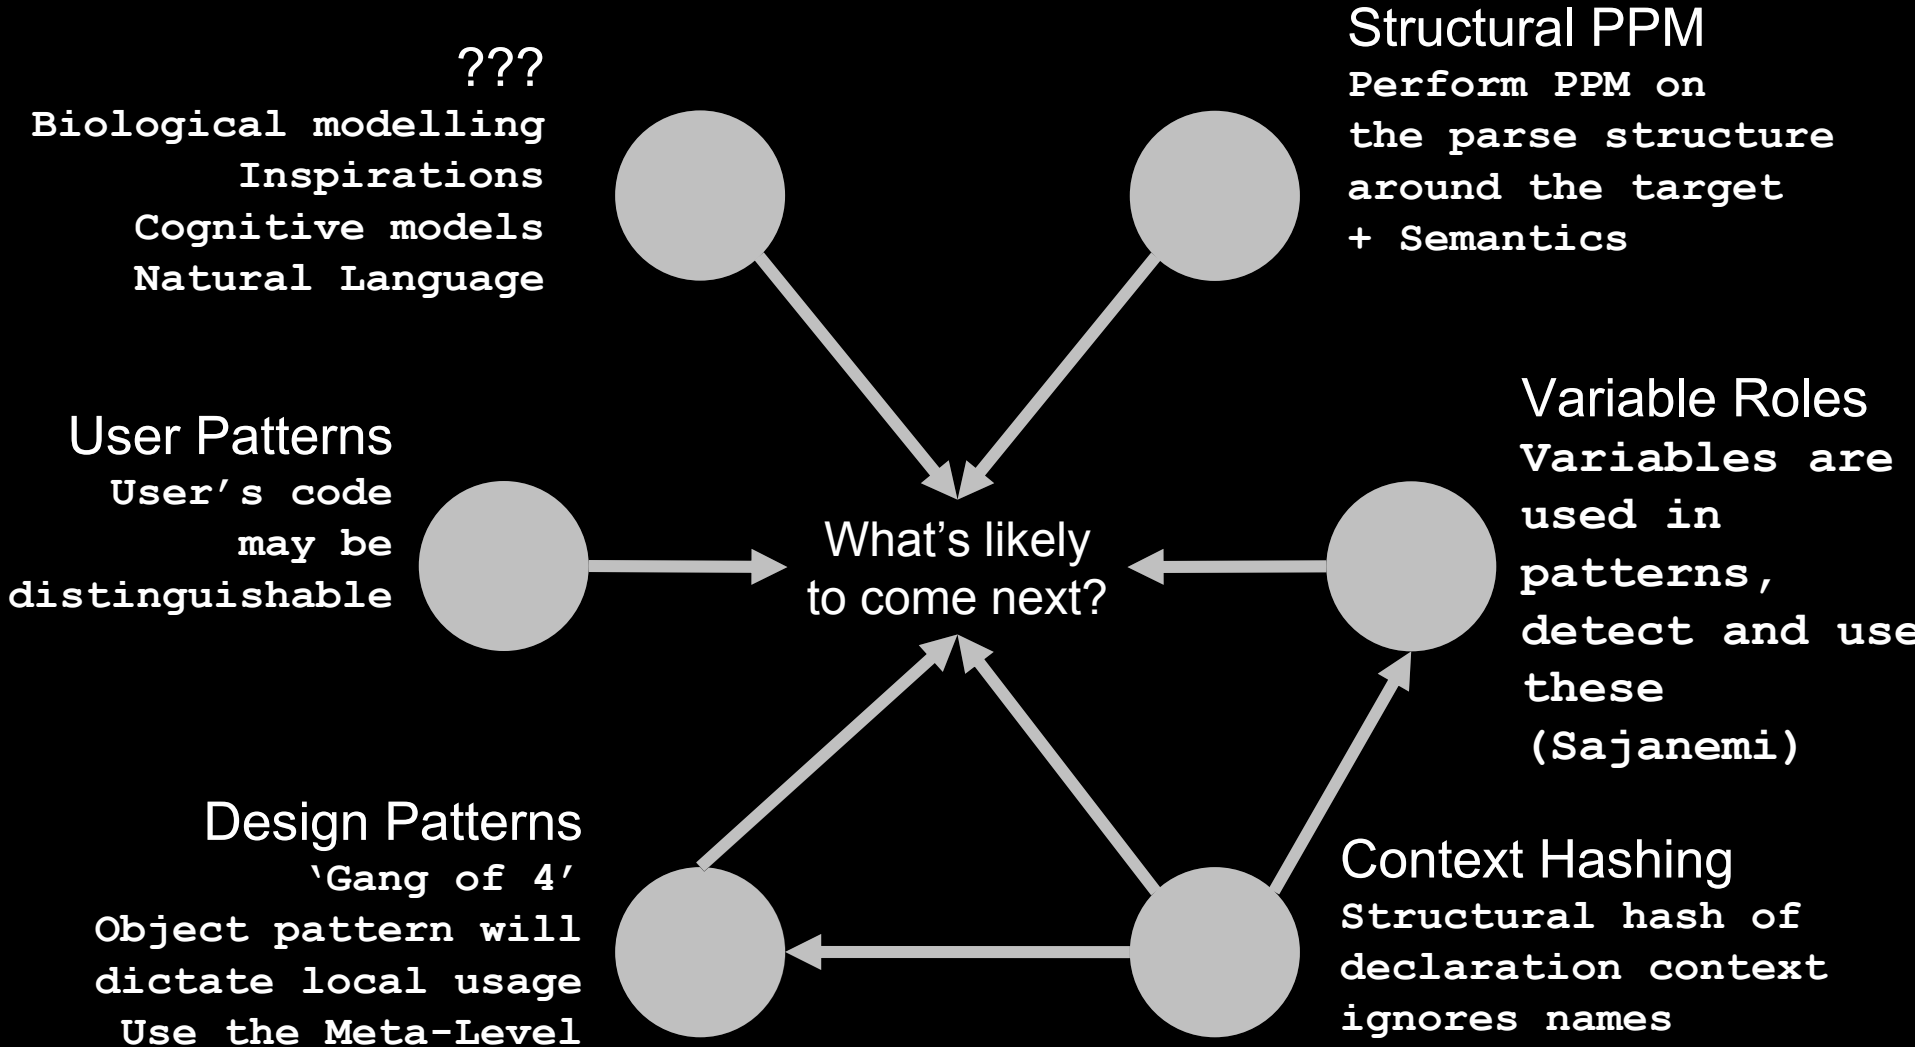 ???
Biological modelling
Inspirations
Cognitive models
Natural Language
Structural PPM
Perform PPM on
the parse structure
around the target
+ Semantics
User Patterns
User’s code
may be
distinguishable
What’s likely
to come next?
Variable Roles
Variables are
used in
patterns,
detect and use
these
(Sajanemi)
Design Patterns
‘Gang of 4’
Object pattern will
dictate local usage
Use the Meta-Level
Context Hashing
Structural hash of
declaration context
ignores names